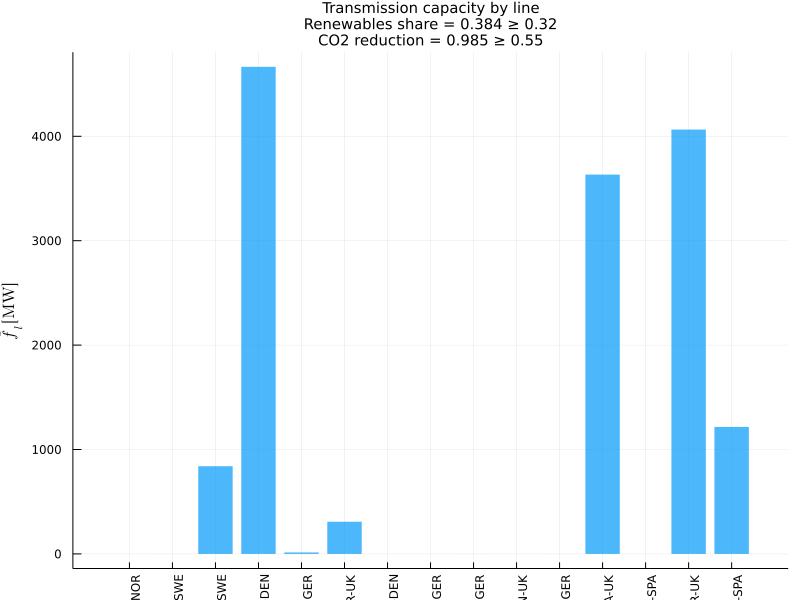 Transmission capacity by line
Renewables share = 0.384 ≥ 0.32
CO2 reduction = 0.985 ≥ 0.55
[MW]
4000
3000
2000
1000
0
NOR
SWE
SWE
DEN
GER
R-UK
DEN
GER
GER
N-UK
GER
A-UK
-SPA
R-UK
-SPA